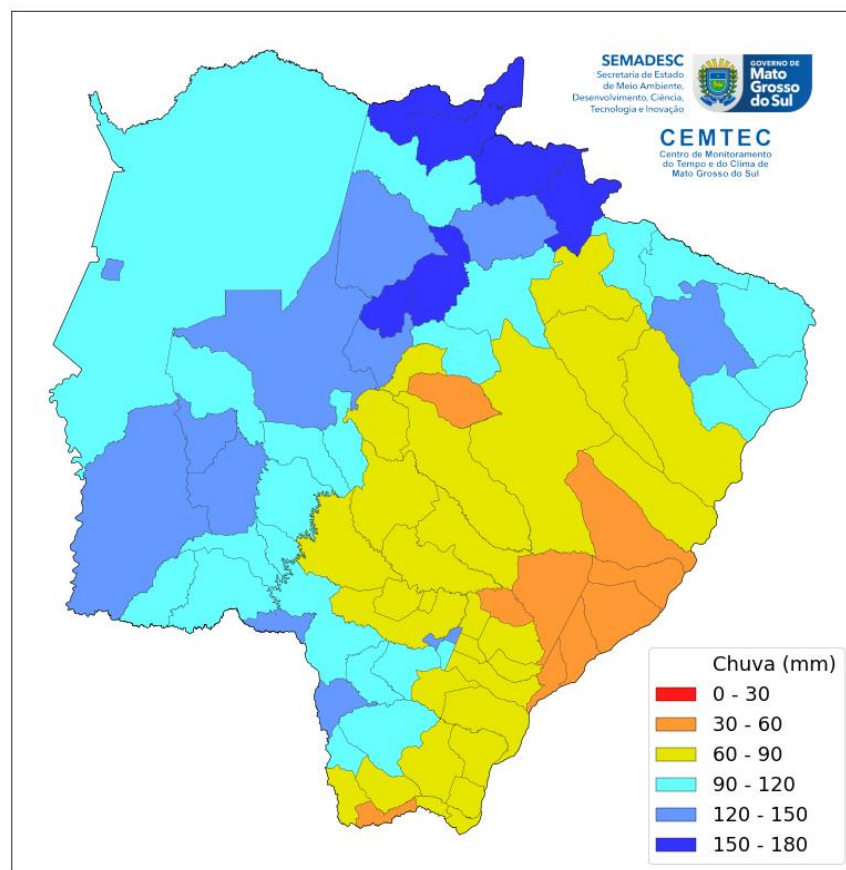 SEMADESC
Secretaria de Estado
de Meio Ambiente,
Desenvolvimento, Ciência,
Tecnologia e Inovação
GOVERNO DE
Mato
Grosso
do Sul
CEMTEC
Centro de Monitoramento
do Tempo e do Clima de
Mato Grosso do Sul
Chuva (mm)
0 - 30
30 - 60
60 - 90
90 - 120
120 - 150
150 - 180